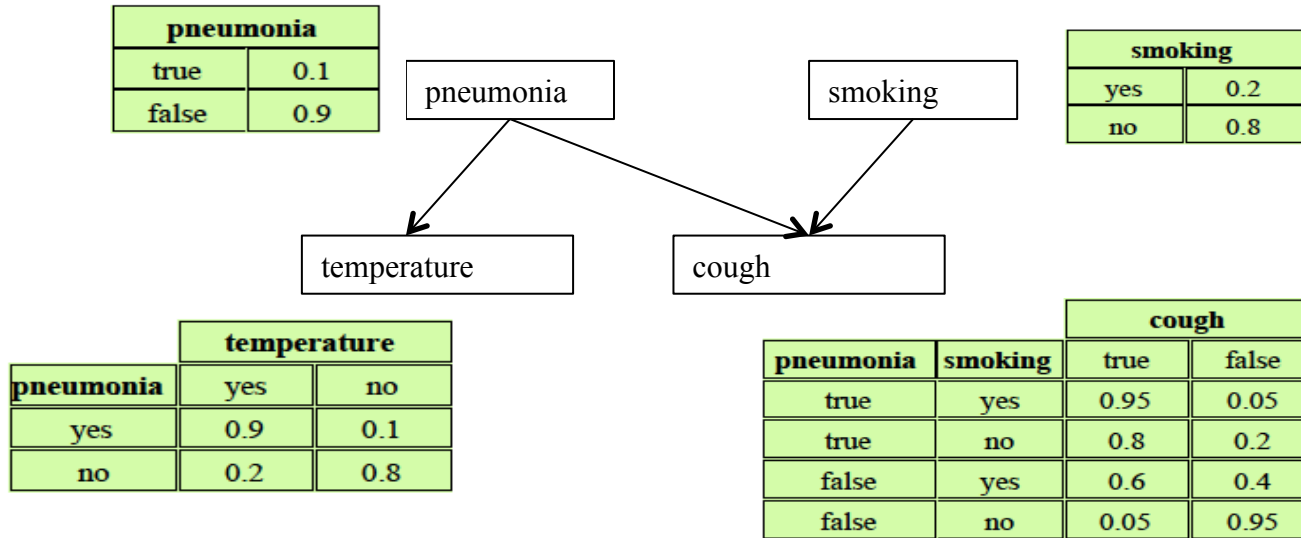 pneumonia
true 0.1
false 0.9
pneumonia
smoking
smoking
yes 0.2
no 0.8
temperature
cough
temperature
pneumonia yes no
yes 0.9 0.1
no 0.2 0.8
cough
pneumonia smoking true false
true yes 0.95 0.05
true no 0.8 0.2
false yes 0.6 0.4
false no 0.05 0.95